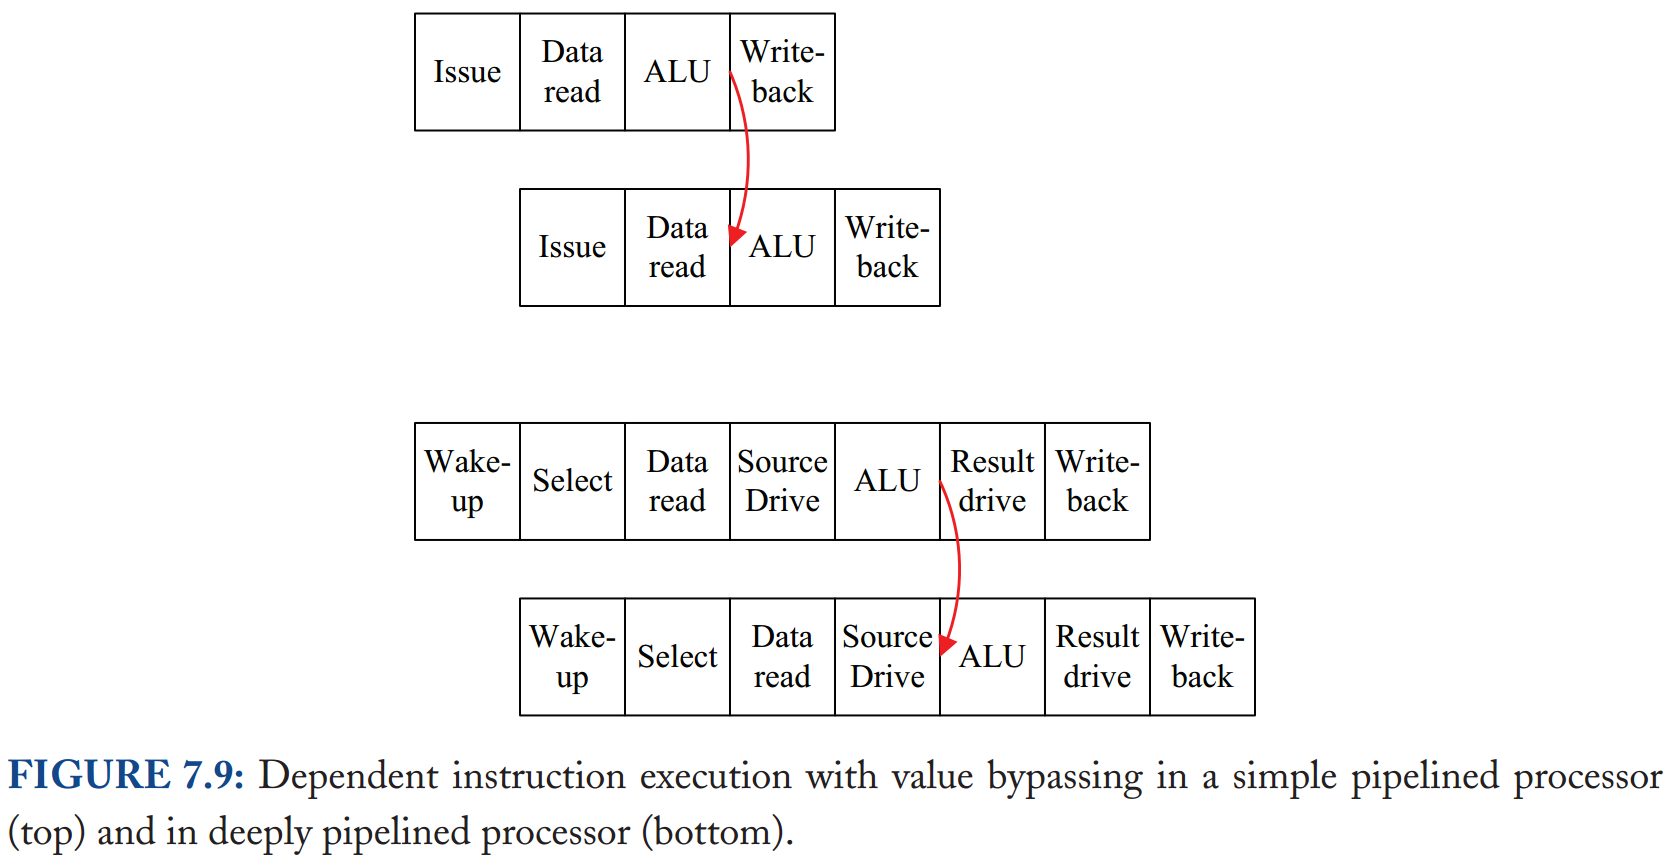 Issue
Data
read
ALU
Write-
back
Issue
Data
read
ALU
Write-
back
Wake-
up
Select
Data
read
Source
Drive
ALU
Result
drive
Write-
back
Wake-
up
Select
Data
read
Source
Drive
ALU
Result
drive
Write-
back
FIGURE 7.9: Dependent instruction execution with value bypassing in a simple pipelined processor
(top) and in deeply pipelined processor (bottom).